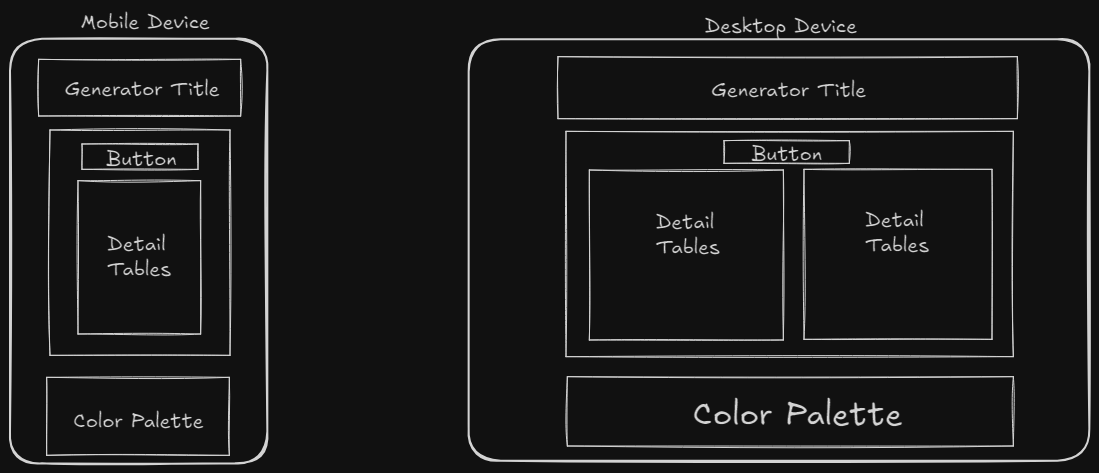 Mobile Device
Generator Title
Button
Detail
Tables
Color Palette
Desktop Device
Generator Title
Button
Detail
Tables
Detail
Tables
Color Palette